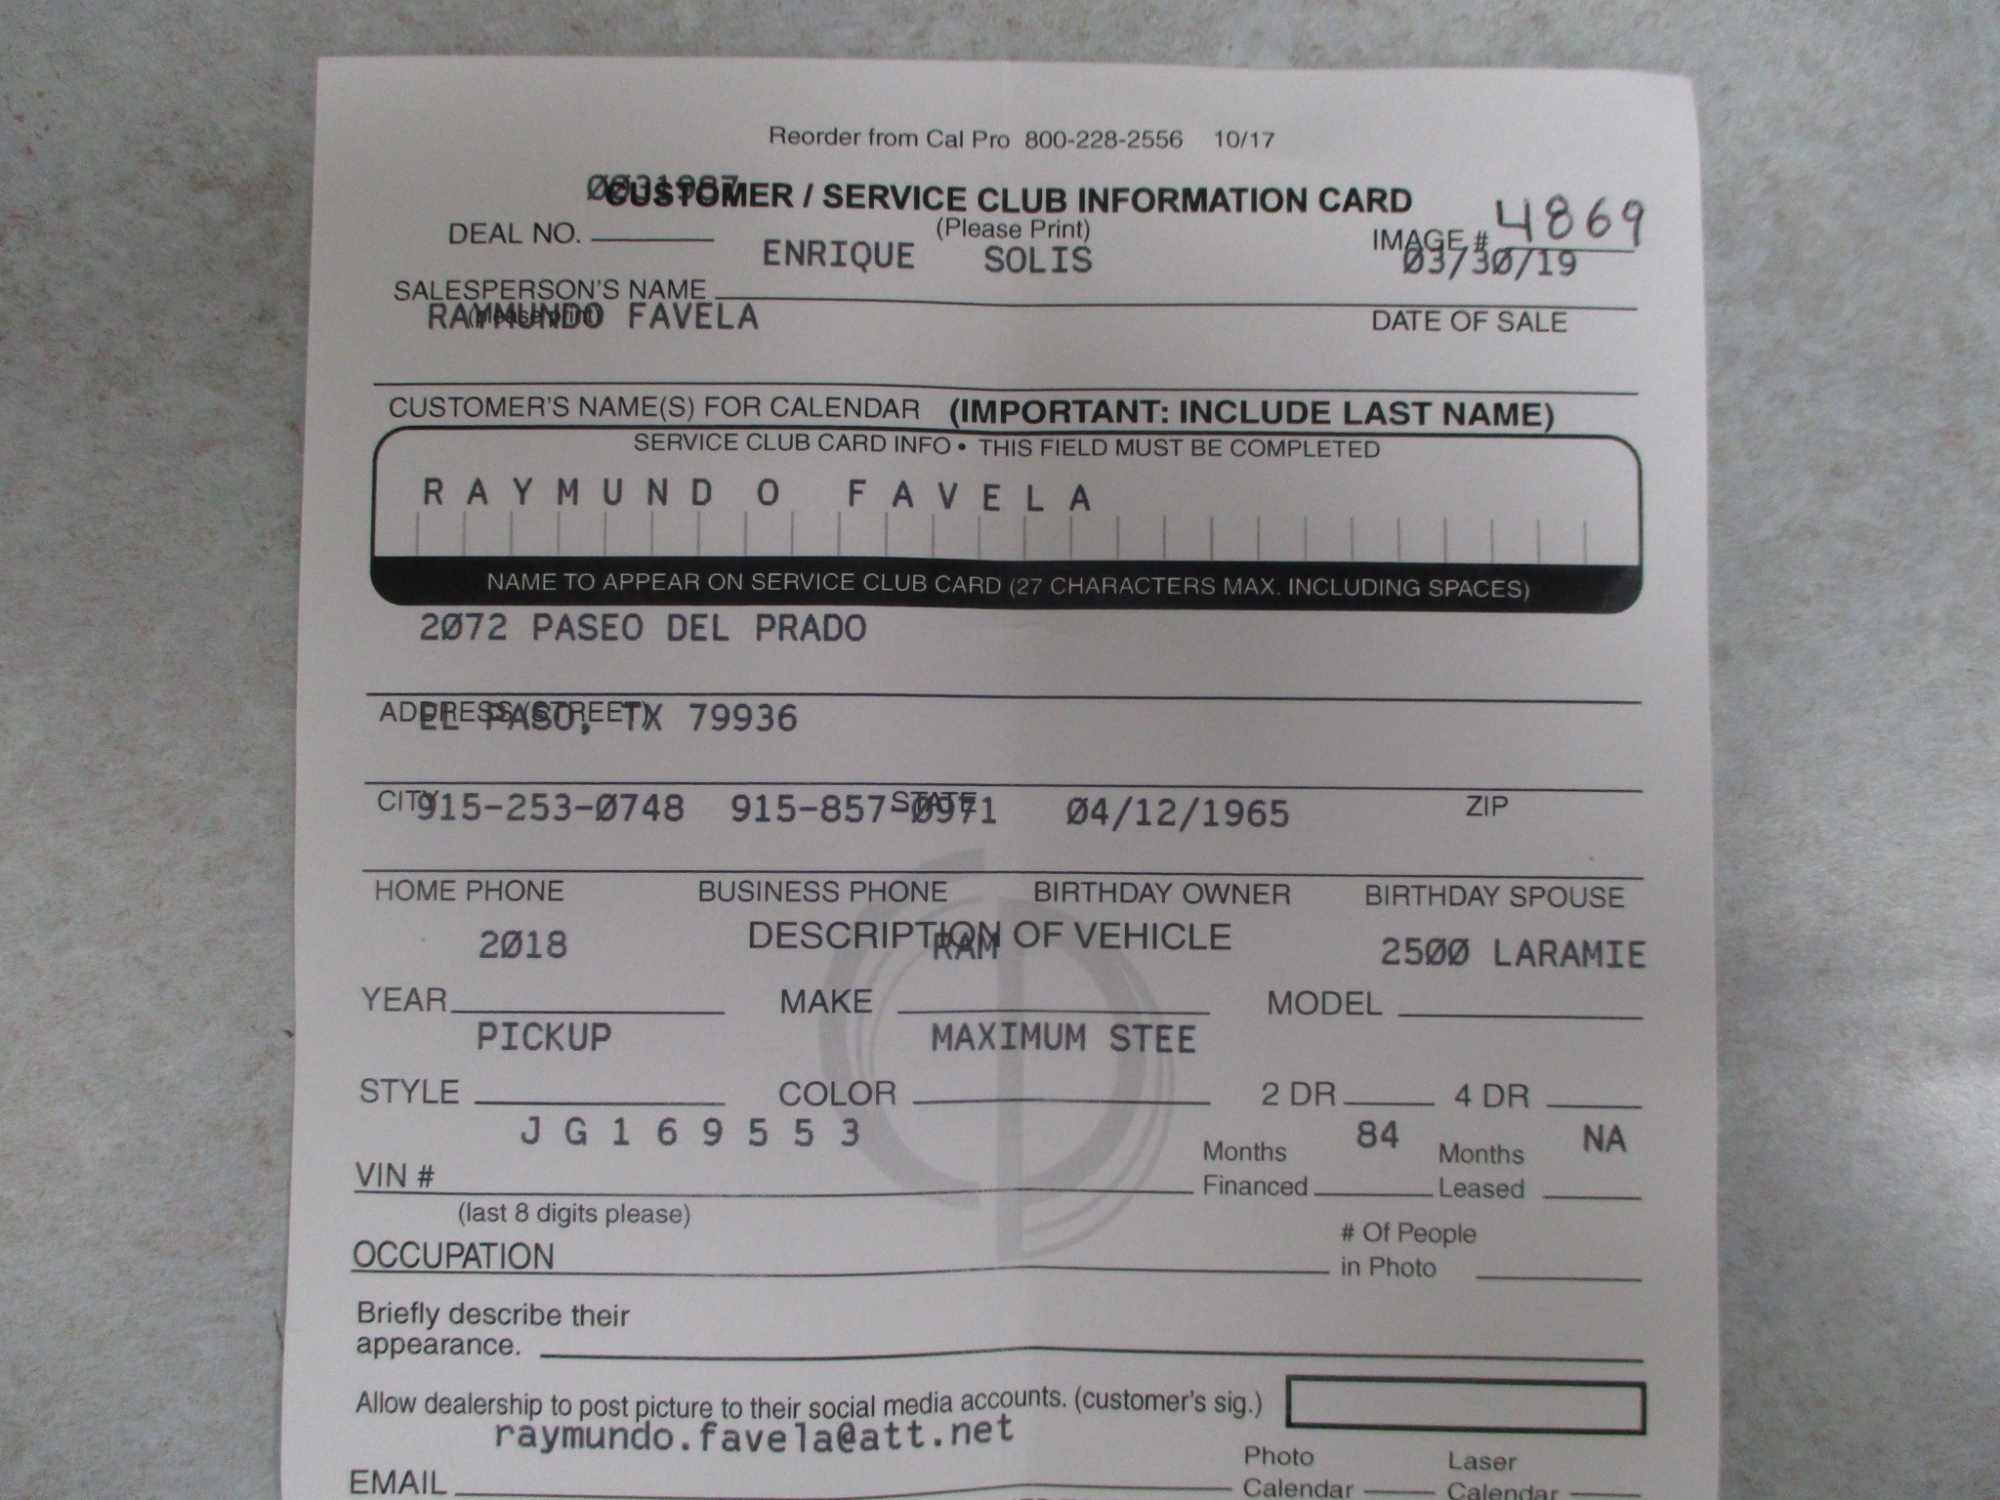 Reorder from Cal Pro 800-228-2556 10/17
CUSTOMER / SERVICE CLUB INFORMATION CARD
(Please Print)
DEAL NO.
IMAGE # 4869
ENRIQUE SOLIS
03/30/19
SALESPERSON'S NAME
(please print)
DATE OF SALE
RAYMUNDO FAVELA
CUSTOMER'S NAME(S) FOR CALENDAR (IMPORTANT: INCLUDE LAST NAME)
SERVICE CLUB CARD INFO • THIS FIELD MUST BE COMPLETED
RAYMUNDO FAVELA
NAME TO APPEAR ON SERVICE CLUB CARD (27 CHARACTERS MAX. INCLUDING SPACES)
2072 PASEO DEL PRADO
ADDRESS (STREET)
EL PASO, TX 79936
CITY STATE ZIP
915-253-0748 915-857-0971 04/12/1965
HOME PHONE BUSINESS PHONE BIRTHDAY OWNER BIRTHDAY SPOUSE
DESCRIPTION OF VEHICLE
2018 RAM 2500 LARAMIE
YEAR MAKE MODEL
PICKUP MAXIMUM STEE
STYLE COLOR 2 DR 4 DR
JG169553 84 NA
VIN # Months Financed Months Leased
(last 8 digits please)
OCCUPATION # Of People in Photo
Briefly describe their
appearance.
Allow dealership to post picture to their social media accounts. (customer's sig.)
raymundo.favela@att.net
EMAIL Photo Calendar Laser Calendar